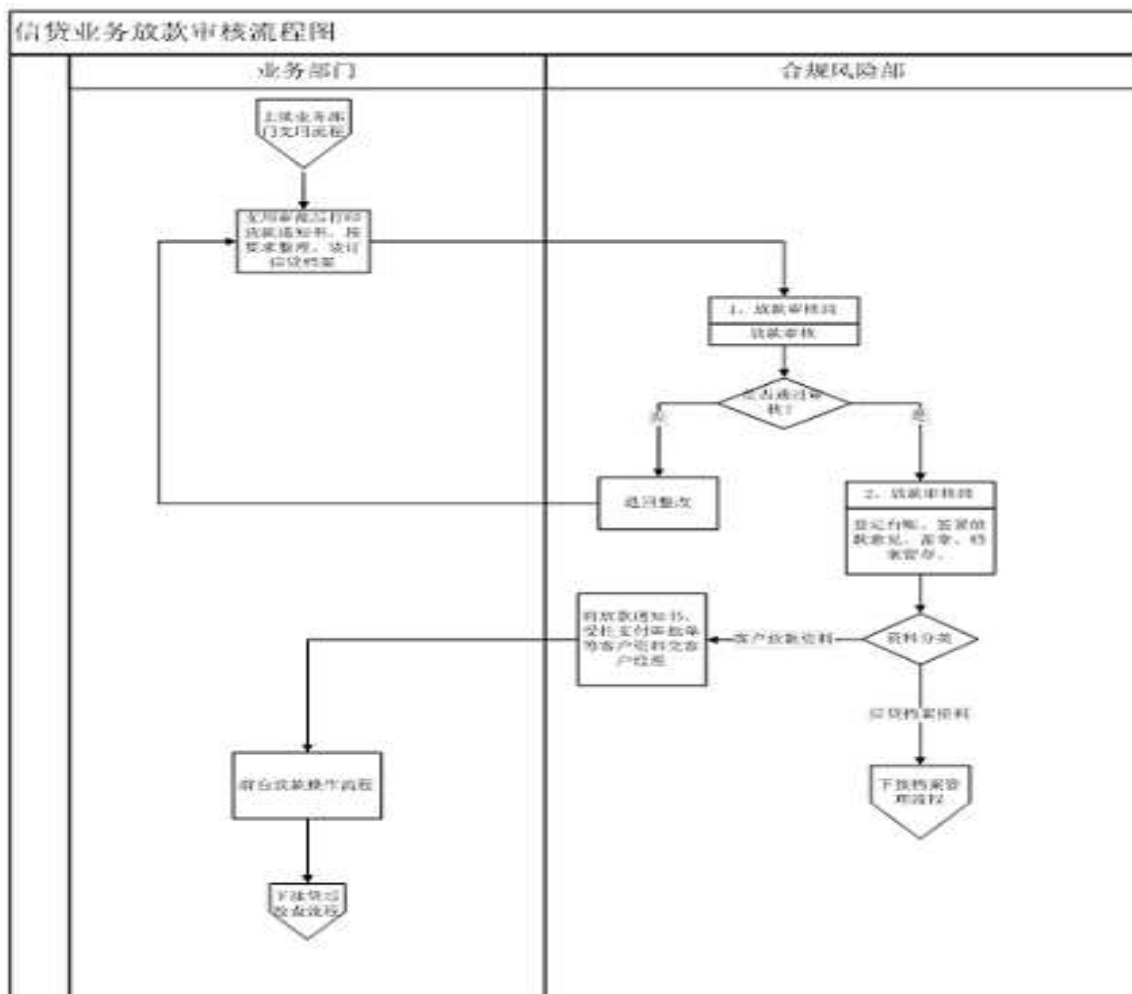 信贷业务放款审核流程图
业务部门
合规风险部
上接业务部
门支用流程
支用审批后打印
放款通知书，按
要求整理、装订
信贷档案
1、放款审核岗
放款审核
是否通过审
核？
否
是
退回整改
2、放款审核岗
登记台账、签署放
款意见、盖章、档
案留存。
将放款通知书、
受托支付审批单
等客户资料交客
户经理
客户放款资料
资料分类
信贷档案资料
前台放款操作流程
下接档案管
理流程
下接贷后
检查流程